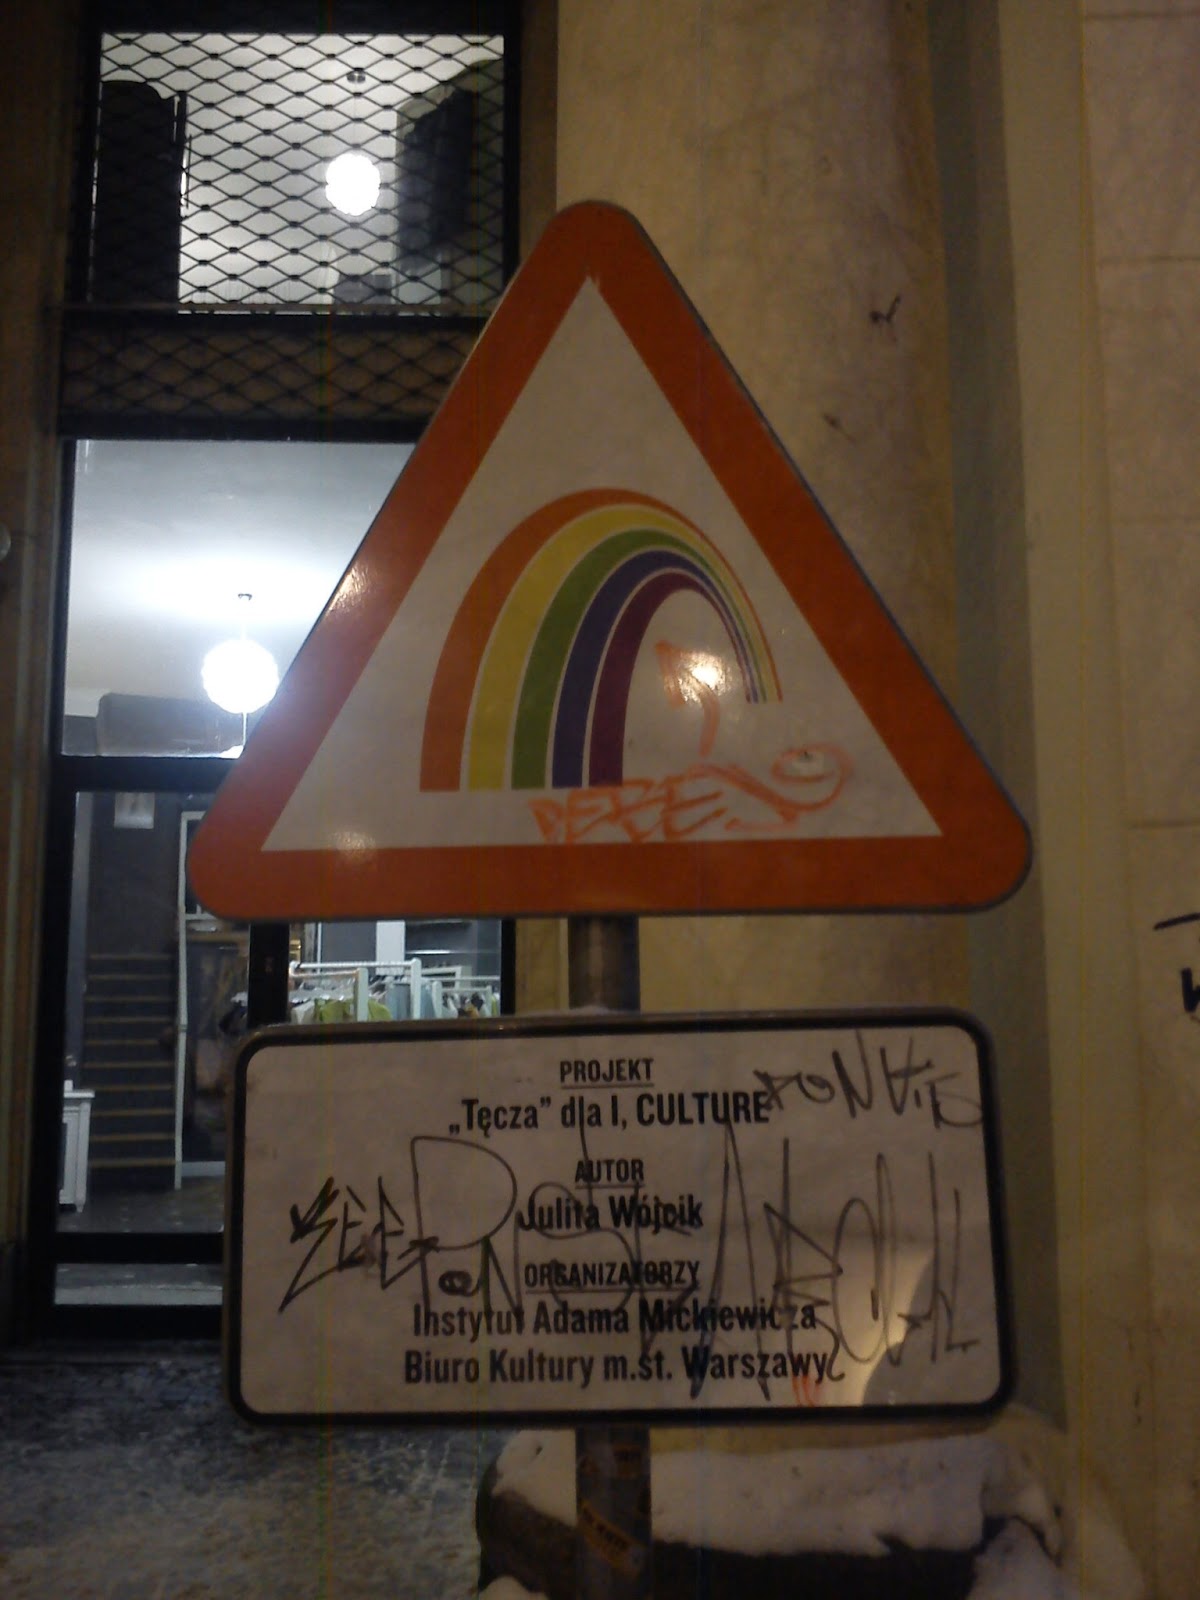 PROJEKT
„Tęcza” dla I, CULTURE
AUTOR
Julita Wójcik
ORGANIZATORZY
Instytut Adama Mickiewicza
Biuro Kultury m.st. Warszawy